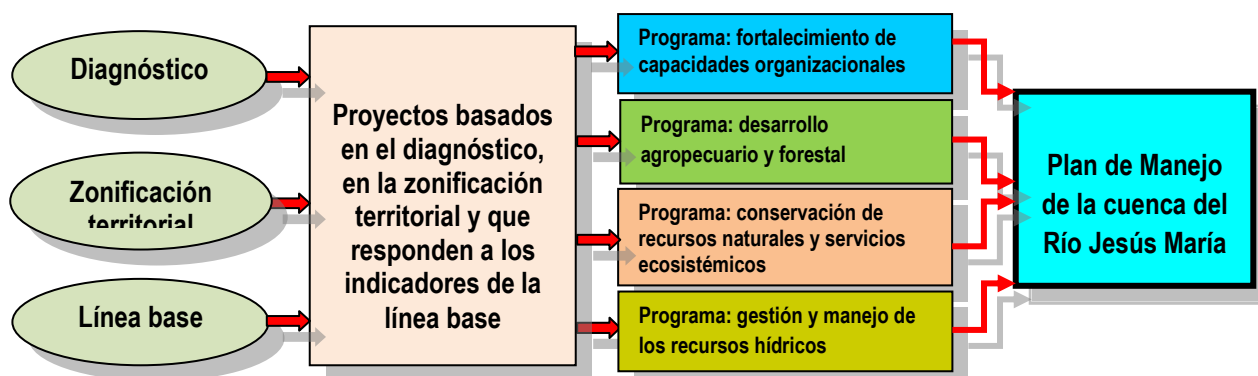 Diagnóstico
Zonificación
territorial
Línea base
Proyectos basados
en el diagnóstico,
en la zonificación
territorial y que
responden a los
indicadores de la
línea base
Programa: fortalecimiento de
capacidades organizacionales
Programa: desarrollo
agropecuario y forestal
Programa: conservación de
recursos naturales y servicios
ecosistémicos
Programa: gestión y manejo de
los recursos hídricos
Plan de Manejo
de la cuenca del
Río Jesús María